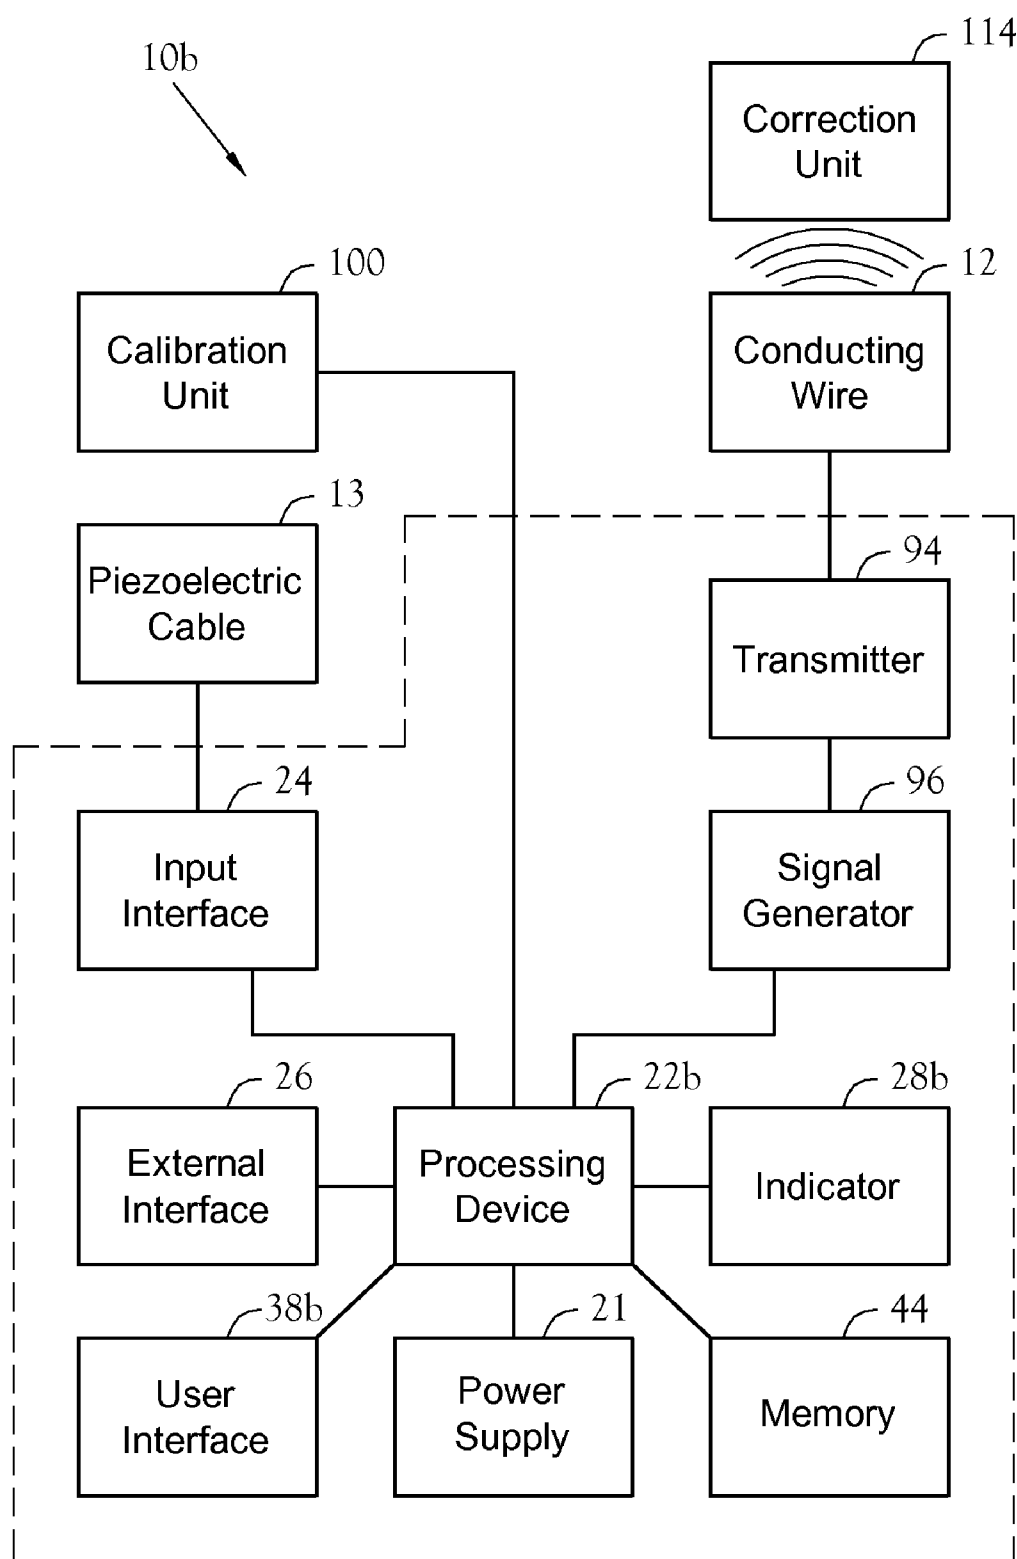 114
10b
Correction
Unit
100
12
Calibration
Unit
Conducting
Wire
13
Piezoelectric
Cable
94
Transmitter
24
96
Input
Interface
Signal
Generator
26
22b
28b
External
Interface
Processing
Device
Indicator
38b
21
44
User
Interface
Power
Supply
Memory